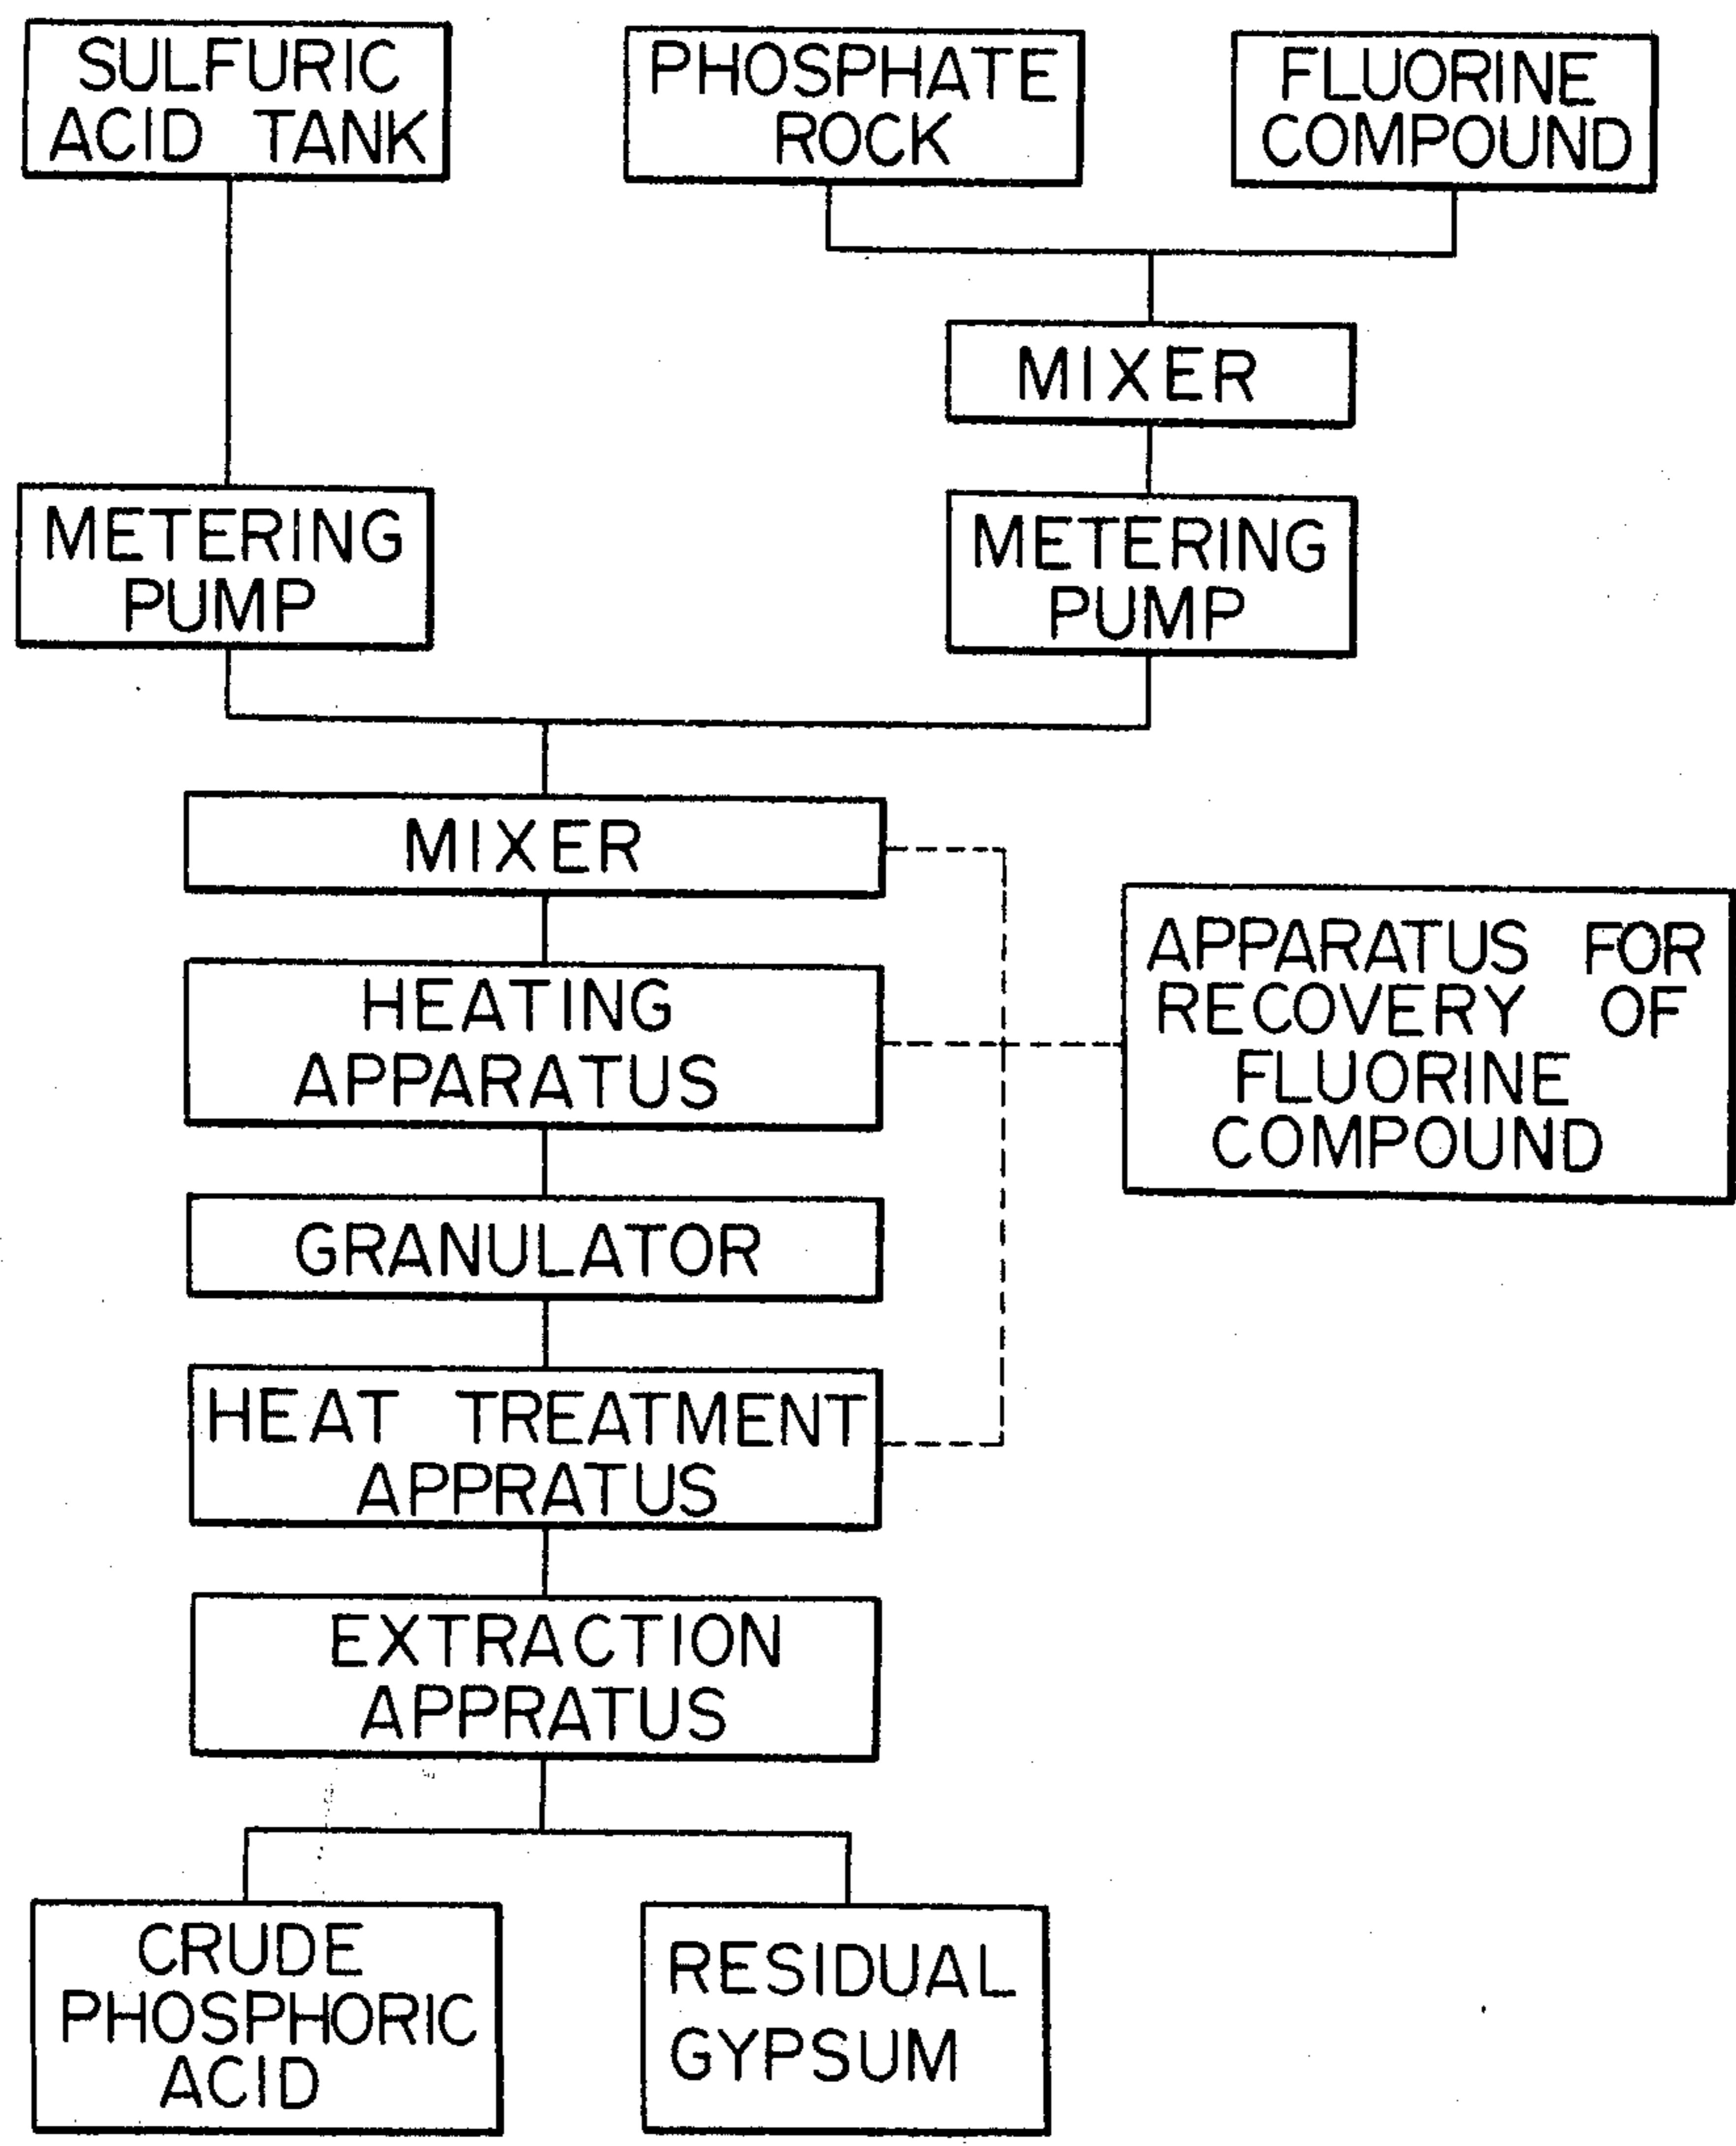 SULFURIC
ACID TANK
PHOSPHATE
ROCK
FLUORINE
COMPOUND
MIXER
METERING
PUMP
METERING
PUMP
MIXER
HEATING
APPARATUS
APPARATUS FOR
RECOVERY OF
FLUORINE
COMPOUND
GRANULATOR
HEAT TREATMENT
APPRATUS
EXTRACTION
APPRATUS
CRUDE
PHOSPHORIC
ACID
RESIDUAL
GYPSUM